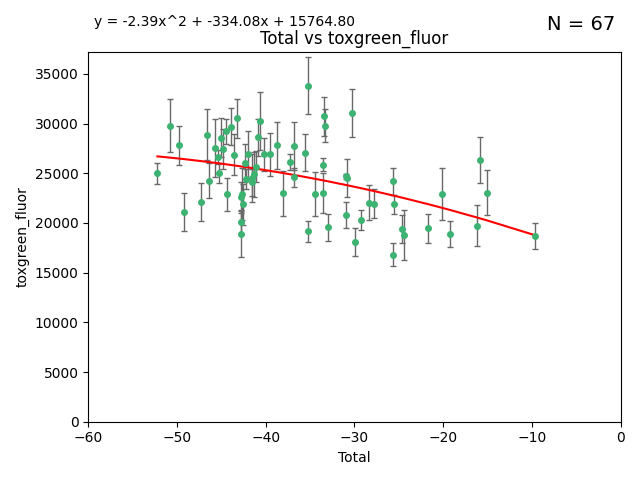 y = -2.39x^2 + -334.08x + 15764.80
N = 67
Total vs toxgreen_fluor
35000
30000
25000
20000
15000
10000
5000
0
toxgreen_fluor
−60 −50 −40 −30 −20 −10 0
Total